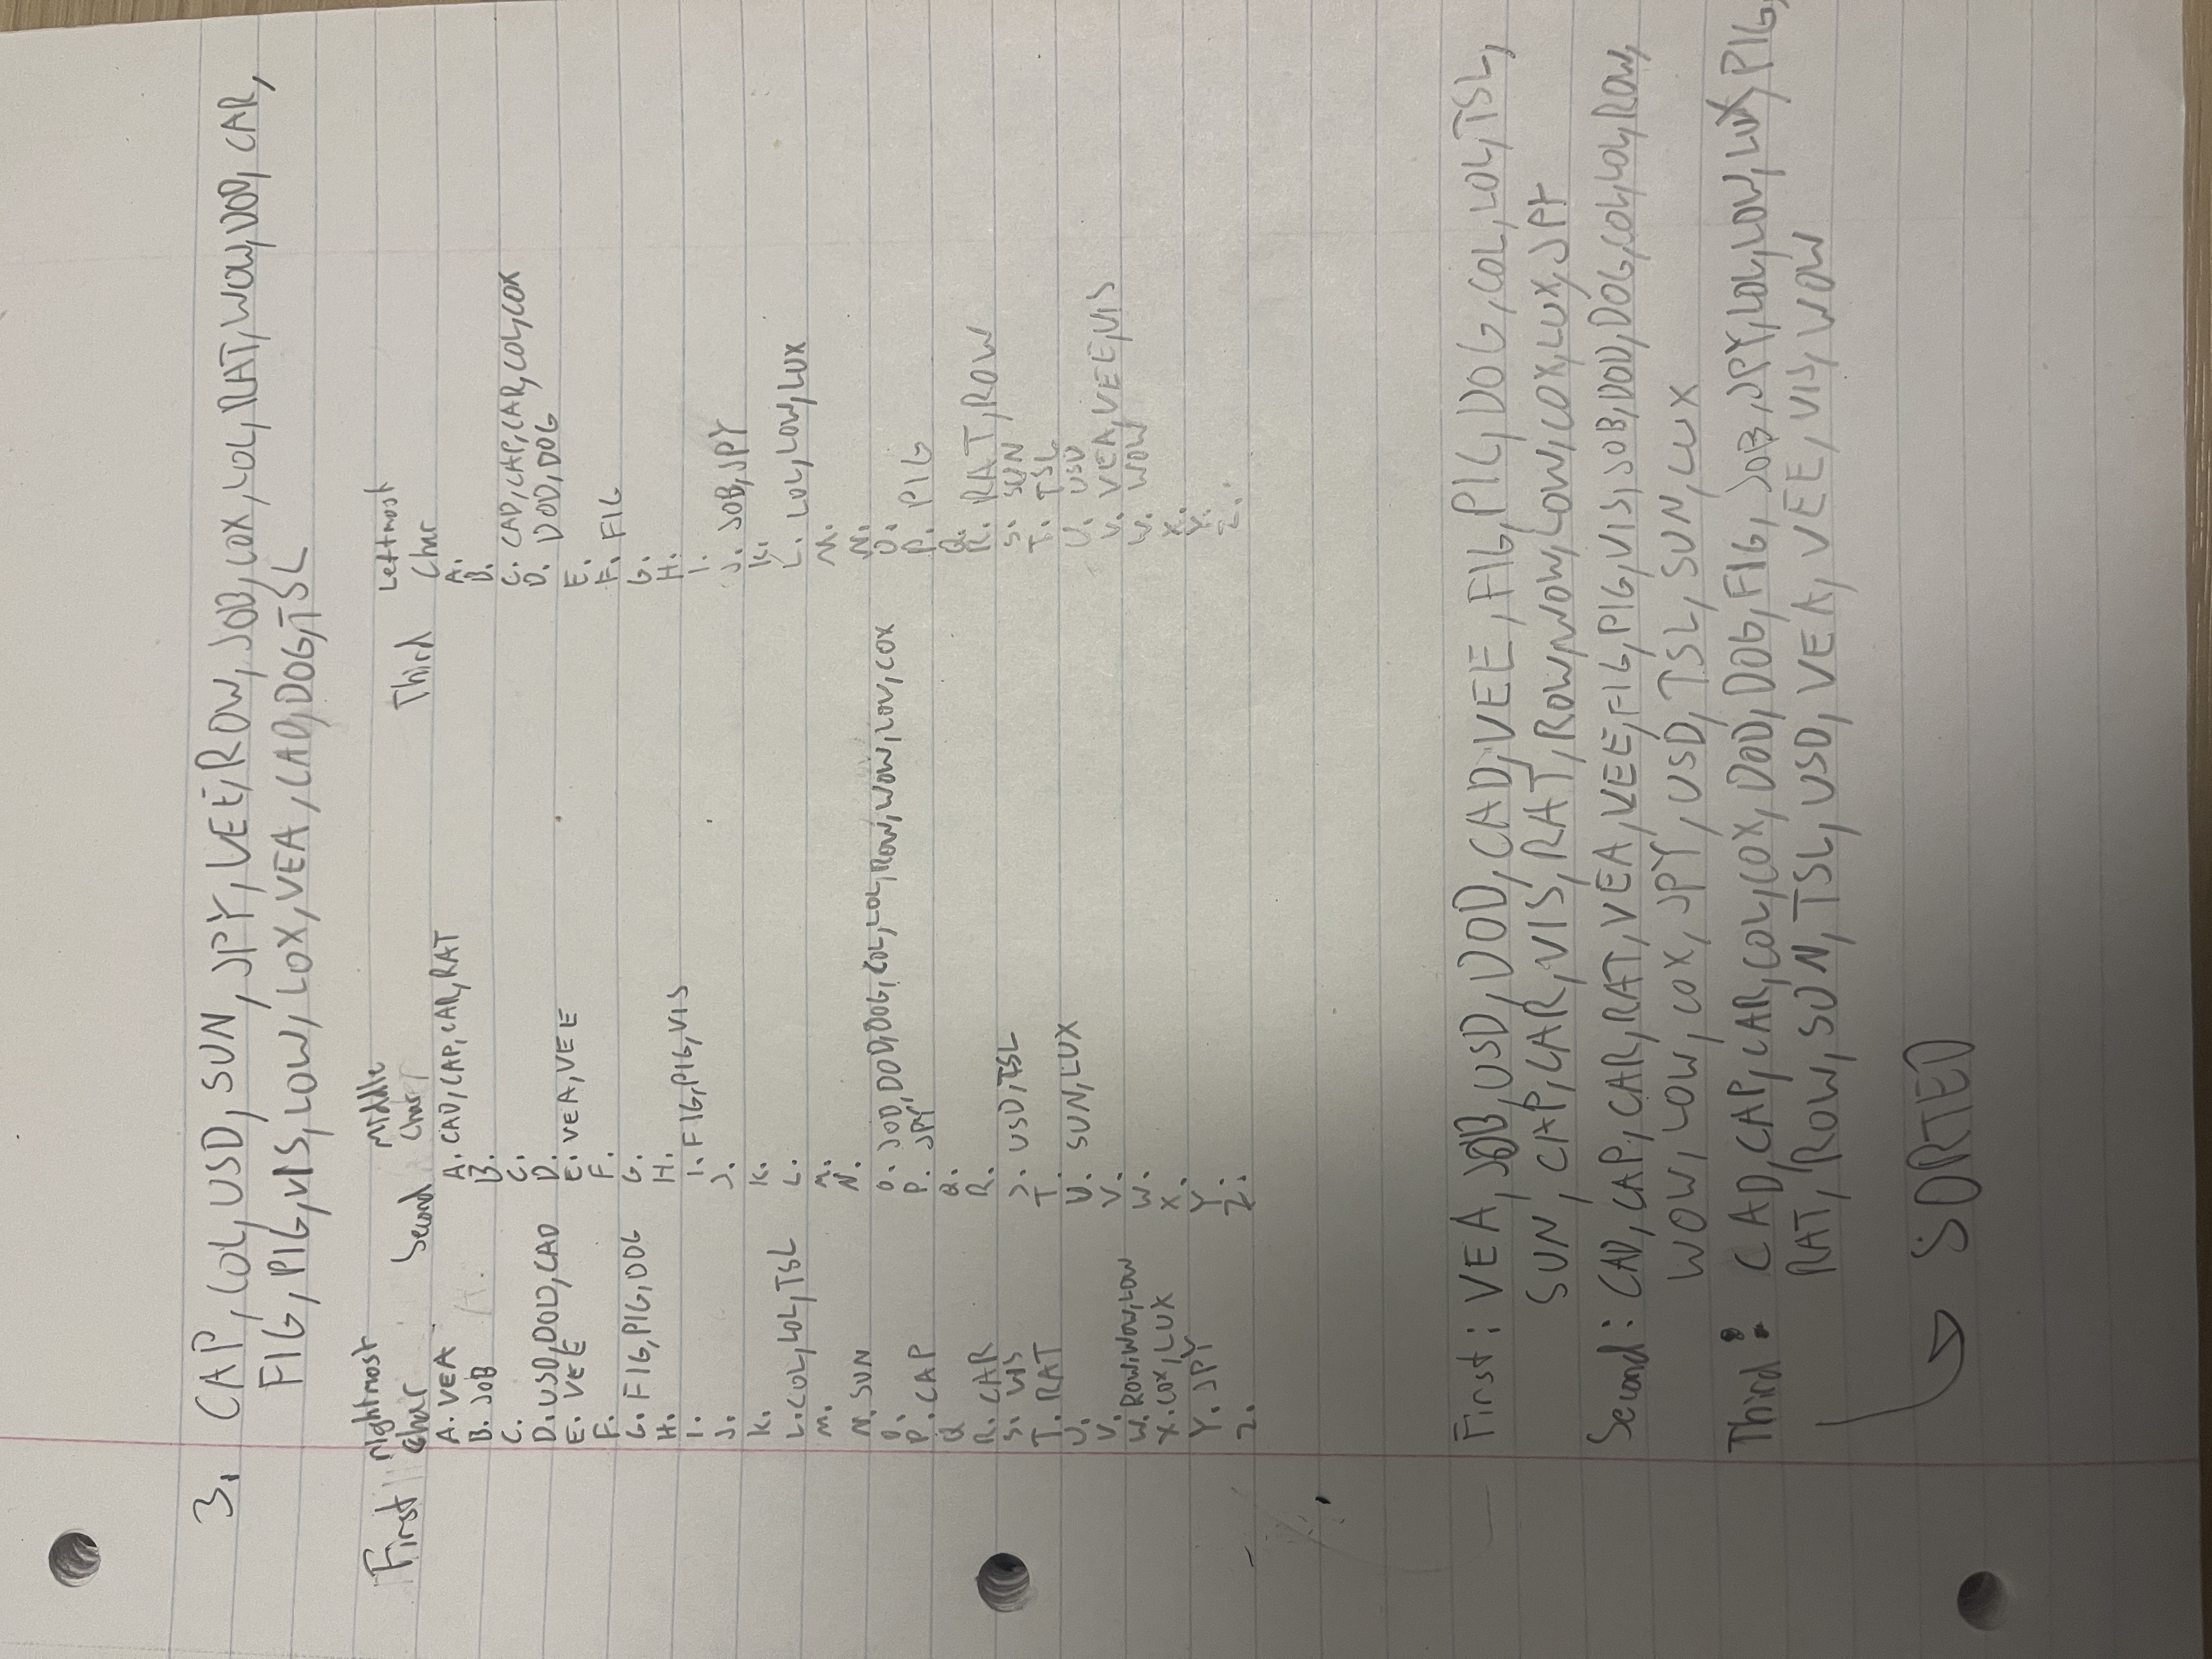 3. CAP, COL, USD, SUN, JPY, VEE, ROW, JOB, COX, LOL, RAT, WOW, DOD, CAR,
FIG, PIG, VIS, LOW, LOX, VEA, CAD, DOG, TSL
First rightmost char Second Middle Char Third Leftmost Char
A. VEA A. CAD, CAP, CAR, RAT A.
B. JOB B. B.
C. C. C. CAD, CAP, CAR, COL, COX
D. USD, DOD, CAD D. D. DOD, DOG
E. VEE E. VEA, VEE E.
F. F. F. FIG
G. FIG, PIG, DOG G. G.
H. H. H.
I. I. FIG, PIG, VIS I.
J. J. J. JOB, JPY
K. K. K.
L. COL, LOL, TSL L. L. LOL, LOW, LUX
M. M. M.
N. SUN N. N.
O. O. JOD, DOD, DOG, COL, LOL, ROW, WOW, LOW, COX O.
P. CAP P. JPY P. PIG
Q Q. Q.
R. CAR R. R. RAT, ROW
S. VIS S. USD, TSL S. SUN
T. RAT T. T. TSL
U. U. SUN, LUX U. USD
V. V. V. VEA, VEE, VIS
W. ROW, WOW, LOW W. W. WOW
X. COX, LUX X. X.
Y. JPY Y Y.
Z. Z. Z.
First: VEA, JOB, USD, DOD, CAD, VEE, FIG, PIG, DOG, COL, LOL, TSL,
SUN, CAP, CAR, VIS, RAT, ROW, WOW, LOW, COX, LUX, JPY
Second: CAD, CAP, CAR, RAT, VEA, VEE, FIG, PIG, VIS, JOB, DOD, DOG, COL, LOL, ROW,
WOW, LOW, COX, JPY, USD, TSL, SUN, LUX
Third: CAD, CAP, CAR, COL, COX, DOD, DOG, FIG, JOB, JPY, LOL, LOW, LUX, PIG,
RAT, ROW, SUN, TSL, USD, VEA, VEE, VIS, WOW
SORTED